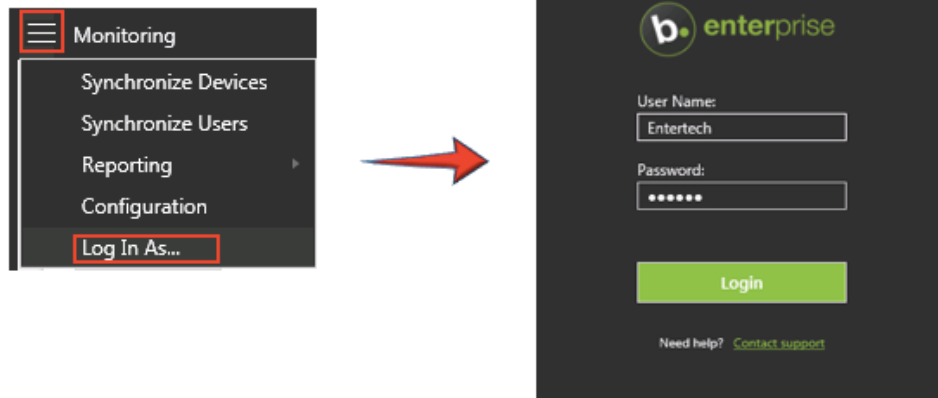 Monitoring
Synchronize Devices
Synchronize Users
Reporting
Configuration
Log In As...
b. enterprise
User Name:
Entertech
Password:
••••••
Login
Need help? Contact support